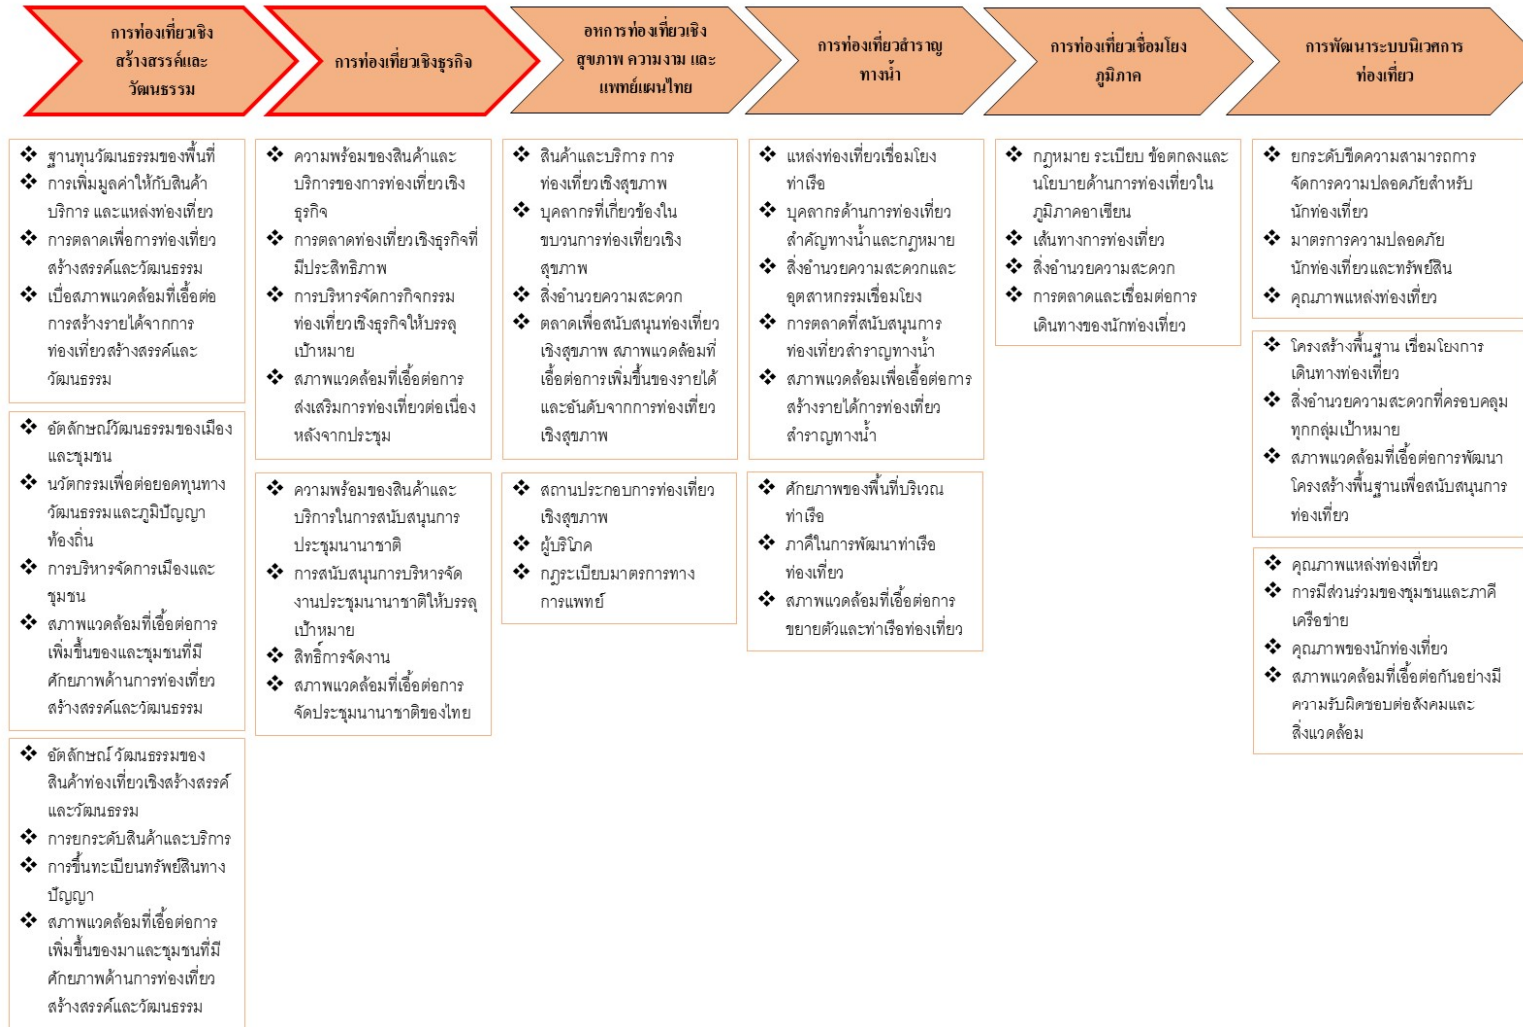 การท่องเที่ยวเชิง
สร้างสรรค์และ
วัฒนธรรม
การท่องเที่ยวเชิงธุรกิจ
อหการท่องเที่ยวเชิง
สุขภาพ ความงาม และ
แพทย์แผนไทย
การท่องเที่ยวสำราญ
ทางน้ำ
การท่องเที่ยวเชื่อมโยง
ภูมิภาค
การพัฒนาระบบนิเวศการ
ท่องเที่ยว
❖ ฐานทุนวัฒนธรรมของพื้นที่
❖ การเพิ่มมูลค่าให้กับสินค้า
บริการ และแหล่งท่องเที่ยว
❖ การตลาดเพื่อการท่องเที่ยว
สร้างสรรค์และวัฒนธรรม
❖ เบื่อสภาพแวดล้อมที่เอื้อต่อ
การสร้างรายได้จากการ
ท่องเที่ยวสร้างสรรค์และ
วัฒนธรรม
❖ อัตลักษณ์วัฒนธรรมของเมือง
และชุมชน
❖ นวัตกรรมเพื่อต่อยอดทุนทาง
วัฒนธรรมและภูมิปัญญา
ท้องถิ่น
❖ การบริหารจัดการเมืองและ
ชุมชน
❖ สภาพแวดล้อมที่เอื้อต่อการ
เพิ่มขึ้นของและชุมชนที่มี
ศักยภาพด้านการท่องเที่ยว
สร้างสรรค์และวัฒนธรรม
❖ อัตลักษณ์ วัฒนธรรมของ
สินค้าท่องเที่ยวเชิงสร้างสรรค์
และวัฒนธรรม
❖ การยกระดับสินค้าและบริการ
❖ การขึ้นทะเบียนทรัพย์สินทาง
ปัญญา
❖ สภาพแวดล้อมที่เอื้อต่อการ
เพิ่มขึ้นของมาและชุมชนที่มี
ศักยภาพด้านการท่องเที่ยว
สร้างสรรค์และวัฒนธรรม
❖ ความพร้อมของสินค้าและ
บริการของการท่องเที่ยวเชิง
ธุรกิจ
❖ การตลาดท่องเที่ยวเชิงธุรกิจที่
มีประสิทธิภาพ
❖ การบริหารจัดการกิจกรรม
ท่องเที่ยวเชิงธุรกิจให้บรรลุ
เป้าหมาย
❖ สภาพแวดล้อมที่เอื้อต่อการ
ส่งเสริมการท่องเที่ยวต่อเนื่อง
หลังจากประชุม
❖ ความพร้อมของสินค้าและ
บริการในการสนับสนุนการ
ประชุมนานาชาติ
❖ การสนับสนุนการบริหารจัด
งานประชุมนานาชาติให้บรรลุ
เป้าหมาย
❖ สิทธิ์การจัดงาน
❖ สภาพแวดล้อมที่เอื้อต่อการ
จัดประชุมนานาชาติของไทย
❖ สินค้าและบริการ การ
ท่องเที่ยวเชิงสุขภาพ
❖ บุคลากรที่เกี่ยวข้องใน
ขบวนการท่องเที่ยวเชิง
สุขภาพ
❖ สิ่งอำนวยความสะดวก
❖ ตลาดเพื่อสนับสนุนท่องเที่ยว
เชิงสุขภาพ สภาพแวดล้อมที่
เอื้อต่อการเพิ่มขึ้นของรายได้
และอันดับจากการท่องเที่ยว
เชิงสุขภาพ
❖ สถานประกอบการท่องเที่ยว
เชิงสุขภาพ
❖ ผู้บริโภค
❖ กฎระเบียบมาตรการทาง
การแพทย์
❖ แหล่งท่องเที่ยวเชื่อมโยง
ท่าเรือ
❖ บุคลากรด้านการท่องเที่ยว
สำคัญทางน้ำและกฎหมาย
❖ สิ่งอำนวยความสะดวกและ
อุตสาหกรรมเชื่อมโยง
❖ การตลาดที่สนับสนุนการ
ท่องเที่ยวสำราญทางน้ำ
❖ สภาพแวดล้อมเพื่อเอื้อต่อการ
สร้างรายได้การท่องเที่ยว
สำราญทางน้ำ
❖ ศักยภาพของพื้นที่บริเวณ
ท่าเรือ
❖ ภาคีในการพัฒนาท่าเรือ
ท่องเที่ยว
❖ สภาพแวดล้อมที่เอื้อต่อการ
ขยายตัวและท่าเรือท่องเที่ยว
❖ กฎหมาย ระเบียบ ข้อตกลงและ
นโยบายด้านการท่องเที่ยวใน
ภูมิภาคอาเซียน
❖ เส้นทางการท่องเที่ยว
❖ สิ่งอำนวยความสะดวก
❖ การตลาดและเชื่อมต่อการ
เดินทางของนักท่องเที่ยว
❖ ยกระดับขีดความสามารถการ
จัดการความปลอดภัยสำหรับ
นักท่องเที่ยว
❖ มาตรการความปลอดภัย
นักท่องเที่ยวและทรัพย์สิน
❖ คุณภาพแหล่งท่องเที่ยว
❖ โครงสร้างพื้นฐาน เชื่อมโยงการ
เดินทางท่องเที่ยว
❖ สิ่งอำนวยความสะดวกที่ครอบคลุม
ทุกกลุ่มเป้าหมาย
❖ สภาพแวดล้อมที่เอื้อต่อการพัฒนา
โครงสร้างพื้นฐานเพื่อสนับสนุนการ
ท่องเที่ยว
❖ คุณภาพแหล่งท่องเที่ยว
❖ การมีส่วนร่วมของชุมชนและภาคี
เครือข่าย
❖ คุณภาพของนักท่องเที่ยว
❖ สภาพแวดล้อมที่เอื้อต่อกันอย่างมี
ความรับผิดชอบต่อสังคมและ
สิ่งแวดล้อม